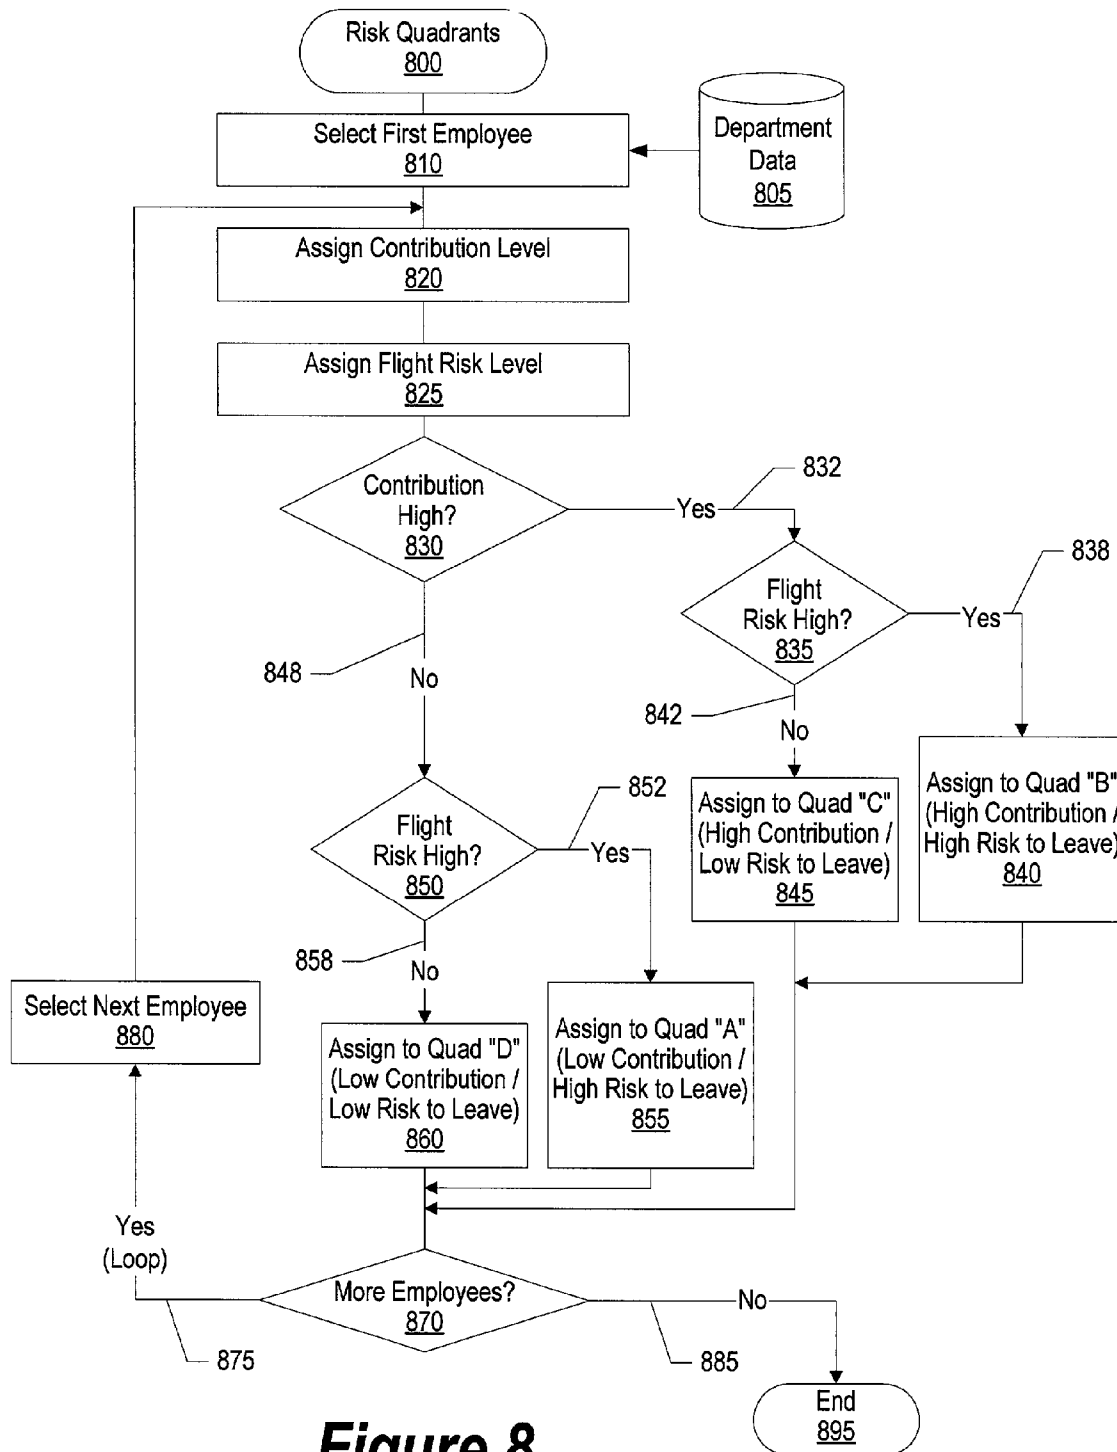 Risk Quadrants
800
Select First Employee
810
Department
Data
805
Assign Contribution Level
820
Assign Flight Risk Level
825
Contribution
High?
830
Yes
832
Flight
Risk High?
835
Yes
838
848
No
842
No
Assign to Quad "C"
(High Contribution /
Low Risk to Leave)
845
Assign to Quad "B"
(High Contribution /
High Risk to Leave)
840
Flight
Risk High?
850
852
Yes
858
No
Select Next Employee
880
Assign to Quad "D"
(Low Contribution /
Low Risk to Leave)
860
Assign to Quad "A"
(Low Contribution /
High Risk to Leave)
855
Yes
(Loop)
More Employees?
870
No
875
885
End
895
Figure 8